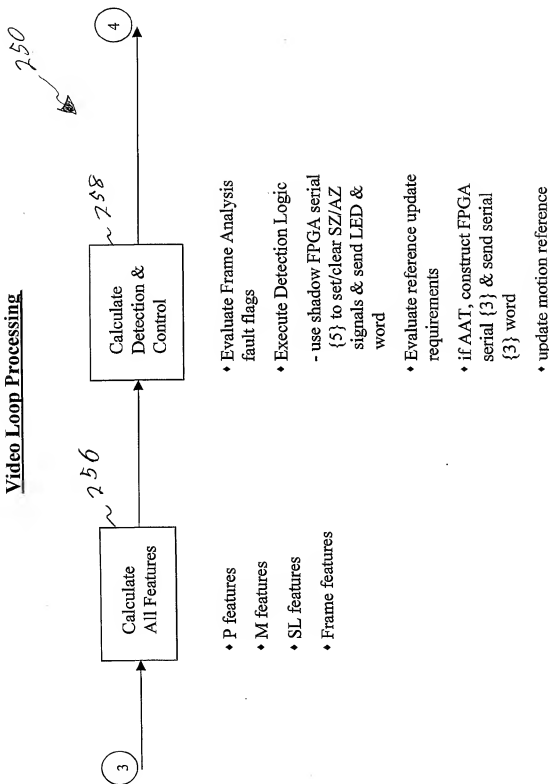 Video Loop Processing
250
3
256
Calculate
All Features
258
Calculate
Detection &
Control
4
♦ P features
♦ M features
♦ SL features
♦ Frame features
♦ Evaluate Frame Analysis
fault flags
♦ Execute Detection Logic
- use shadow FPGA serial
{5} to set/clear SZ/AZ
signals & send LED &
word
♦ Evaluate reference update
requirements
♦ if AAT, construct FPGA
serial {3} & send serial
{3} word
♦ update motion reference